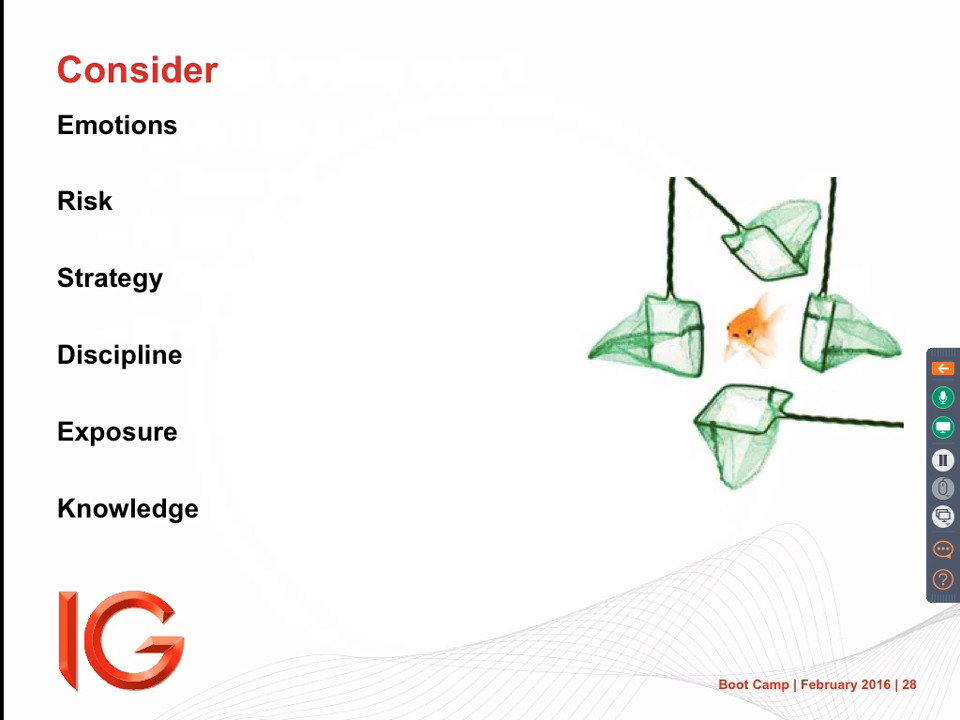 Consider
Emotions
Risk
Strategy
Discipline
Exposure
Knowledge
IG
Boot Camp | February 2016 | 28